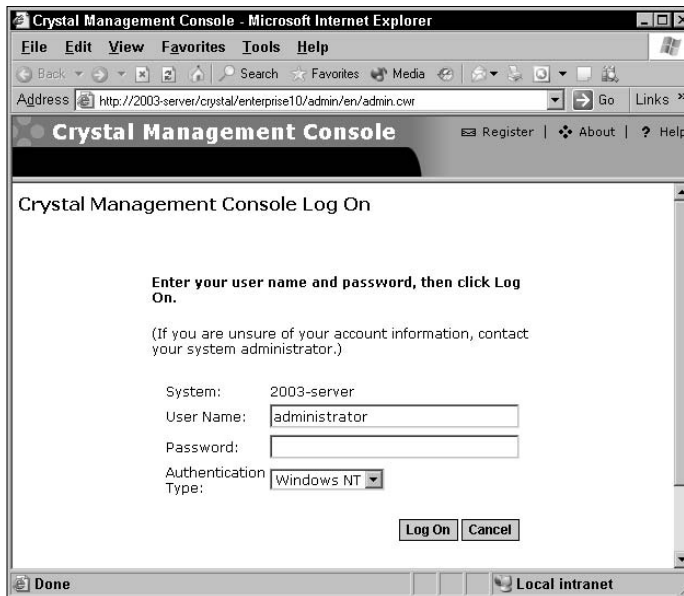 Crystal Management Console - Microsoft Internet Explorer
File Edit View Favorites Tools Help
Back Search Favorites Media
Address http://2003-server/crystal/enterprise10/admin/en/admin.cwr Go Links »
Crystal Management Console Register | About | ? Help
Crystal Management Console Log On
Enter your user name and password, then click Log
On.
(If you are unsure of your account information, contact
your system administrator.)
System: 2003-server
User Name: administrator
Password:
Authentication
Type: Windows NT
Log On Cancel
Done Local intranet